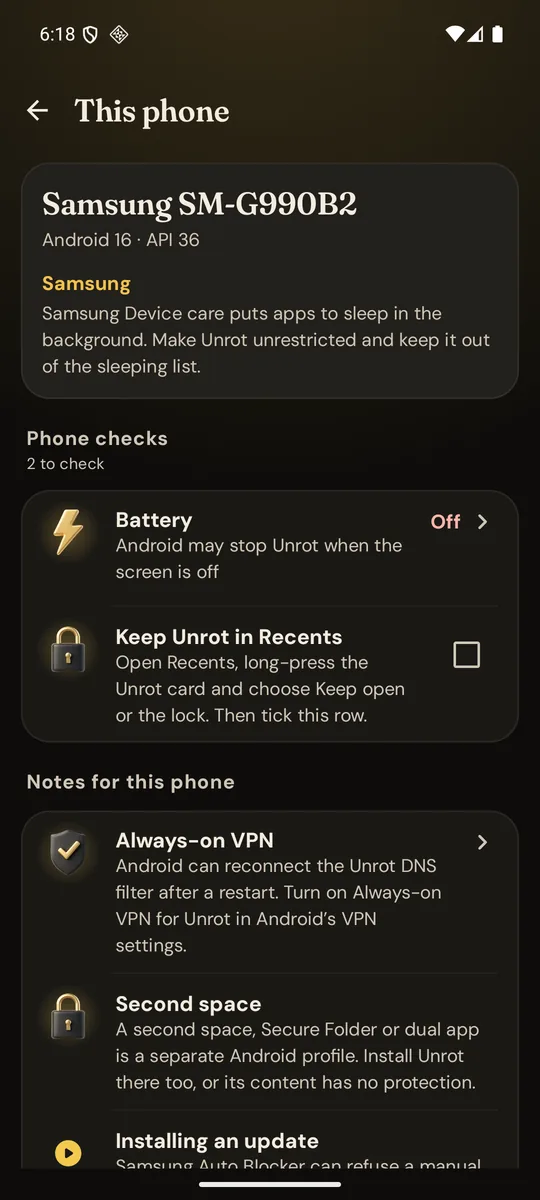 6:18
This phone
Samsung SM-G990B2
Android 16 · API 36
Samsung
Samsung Device care puts apps to sleep in the
background. Make Unrot unrestricted and keep it out
of the sleeping list.
Phone checks
2 to check
Battery
Off
Android may stop Unrot when the
screen is off
Keep Unrot in Recents
Open Recents, long-press the
Unrot card and choose Keep open
or the lock. Then tick this row.
Notes for this phone
Always-on VPN
Android can reconnect the Unrot DNS
filter after a restart. Turn on Always-on
VPN for Unrot in Android’s VPN
settings.
Second space
A second space, Secure Folder or dual app
is a separate Android profile. Install Unrot
there too, or its content has no protection.
Installing an update
Samsung Auto Blocker can refuse a manual